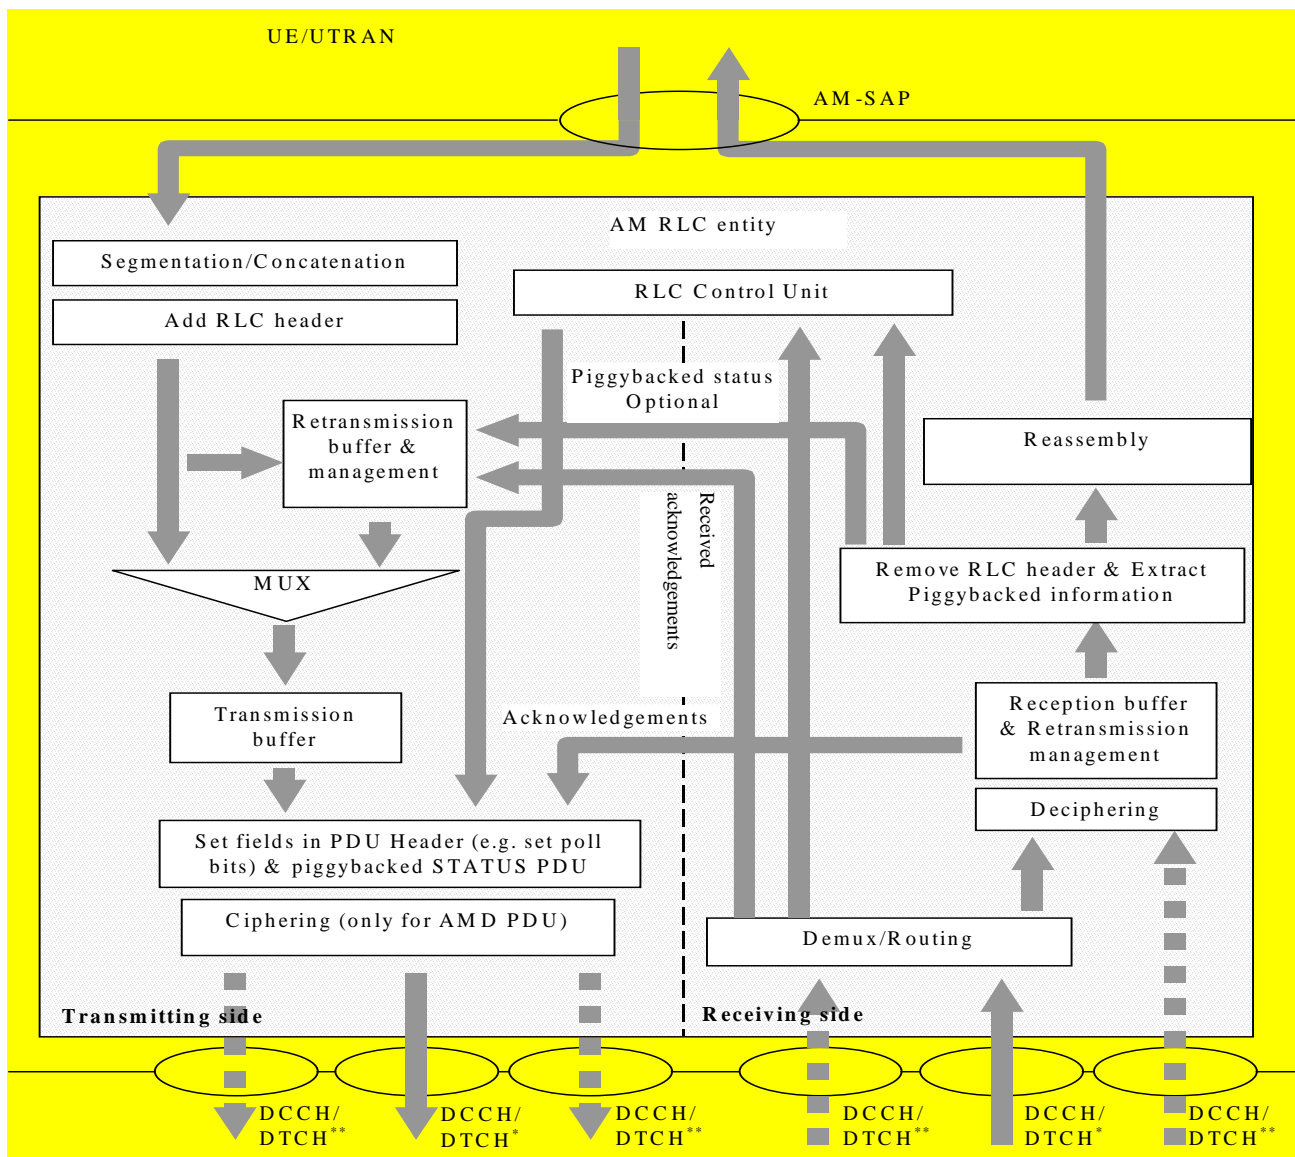 UE/UTRAN
AM-SAP
AM RLC entity
Segmentation/Concatenation
RLC Control Unit
Add RLC header
Piggybacked status
Optional
Retransmission
buffer &
management
Reassembly
Received
acknowledgements
MUX
Remove RLC header & Extract
Piggybacked information
Transmission
buffer
Acknowledgements
Reception buffer
& Retransmission
management
Deciphering
Set fields in PDU Header (e.g. set poll
bits) & piggybacked STATUS PDU
Ciphering (only for AMD PDU)
Demux/Routing
Transmitting side
Receiving side
DCCH/
DTCH**
DCCH/
DTCH*
DCCH/
DTCH**
DCCH/
DTCH**
DCCH/
DTCH*
DCCH/
DTCH**